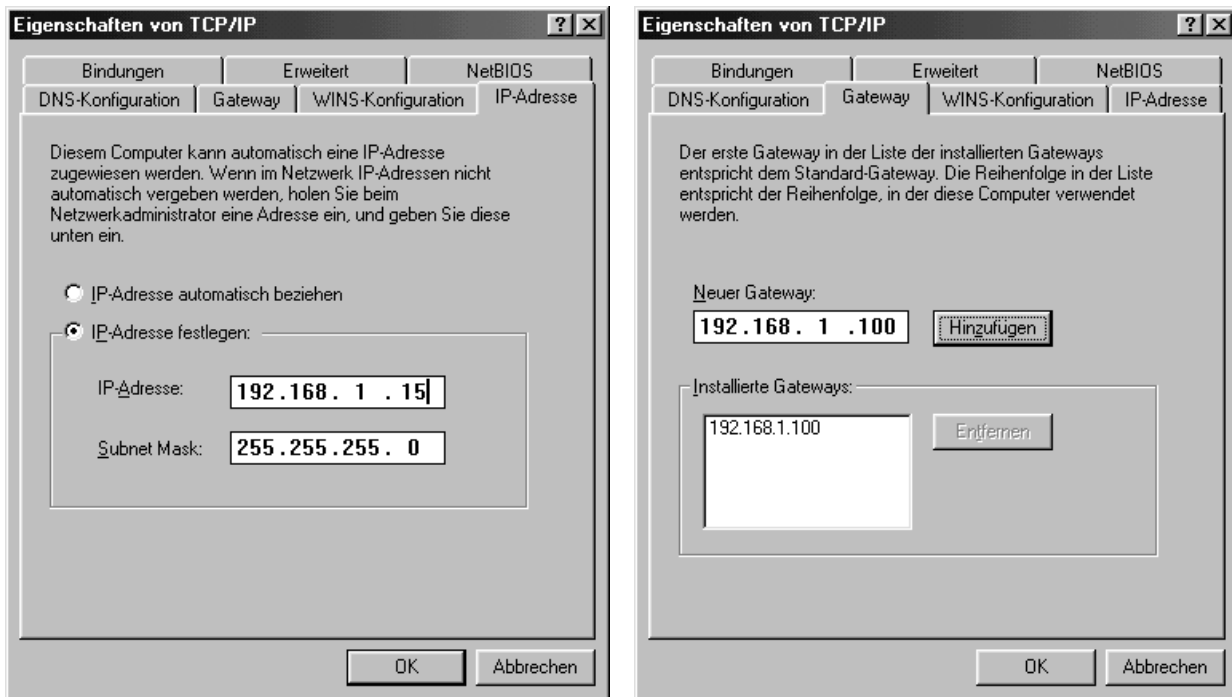 Eigenschaften von TCP/IP
Bindungen Erweitert NetBIOS
DNS-Konfiguration Gateway WINS-Konfiguration IP-Adresse
Diesem Computer kann automatisch eine IP-Adresse
zugewiesen werden. Wenn im Netzwerk IP-Adressen nicht
automatisch vergeben werden, holen Sie beim
Netzwerkadministrator eine Adresse ein, und geben Sie diese
unten ein.
IP-Adresse automatisch beziehen
IP-Adresse festlegen:
IP-Adresse: 192.168. 1 . 15
Subnet Mask: 255.255.255. 0
OK Abbrechen
Eigenschaften von TCP/IP
Bindungen Erweitert NetBIOS
DNS-Konfiguration Gateway WINS-Konfiguration IP-Adresse
Der erste Gateway in der Liste der installierten Gateways
entspricht dem Standard-Gateway. Die Reihenfolge in der Liste
entspricht der Reihenfolge, in der diese Computer verwendet
werden.
Neuer Gateway:
192.168. 1 .100 Hinzufügen
Installierte Gateways:
192.168.1.100 Entfernen
OK Abbrechen